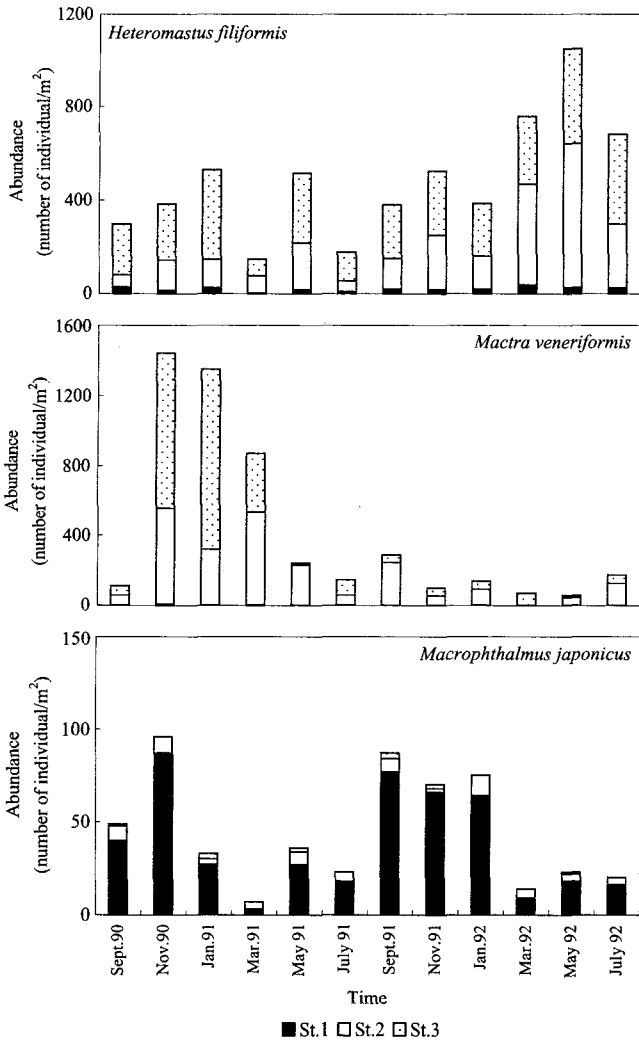 Heteromastus filiformis
Abundance
(number of individual/m²)
1200
800
400
0
Mactra veneriformis
Abundance
(number of individual/m²)
1600
1200
800
400
0
Macrophthalmus japonicus
Abundance
(number of individual/m²)
150
100
50
0
Sept.90
Nov.90
Jan.91
Mar.91
May 91
July 91
Sept.91
Nov.91
Jan.92
Mar.92
May 92
July 92
Time
St.1 St.2 St.3